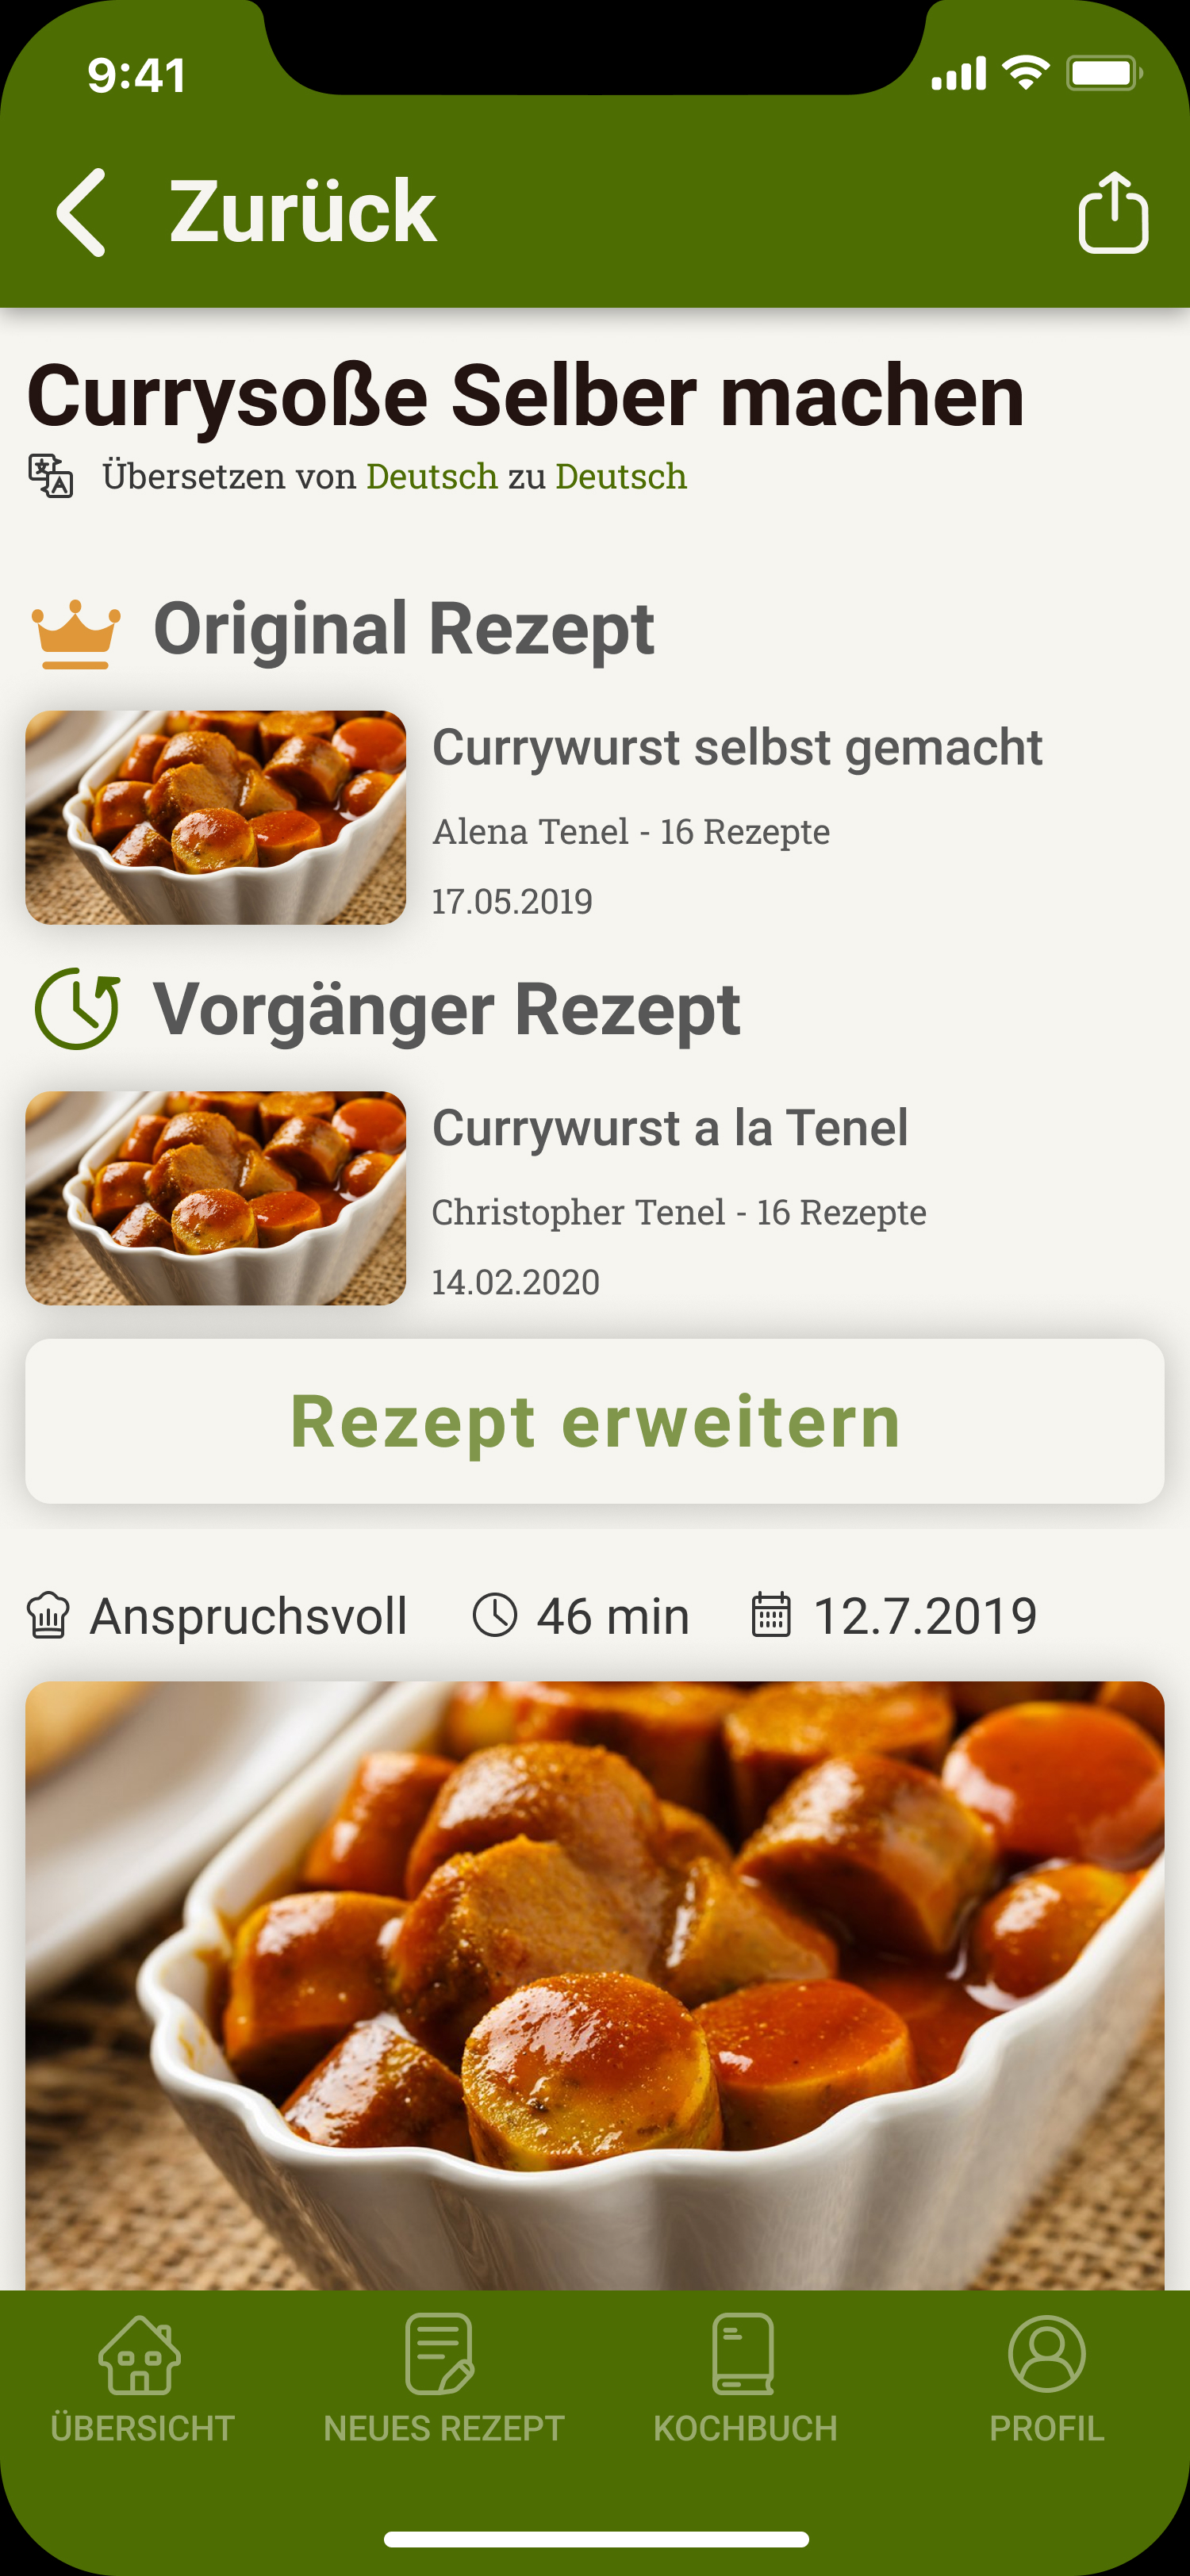 9:41
Zurück
Currysoße Selber machen
Übersetzen von Deutsch zu Deutsch
Original Rezept
Currywurst selbst gemacht
Alena Tenel - 16 Rezepte
17.05.2019
Vorgänger Rezept
Currywurst a la Tenel
Christopher Tenel - 16 Rezepte
14.02.2020
Rezept erweitern
Anspruchsvoll 46 min 12.7.2019
ÜBERSICHT NEUES REZEPT KOCHBUCH PROFIL